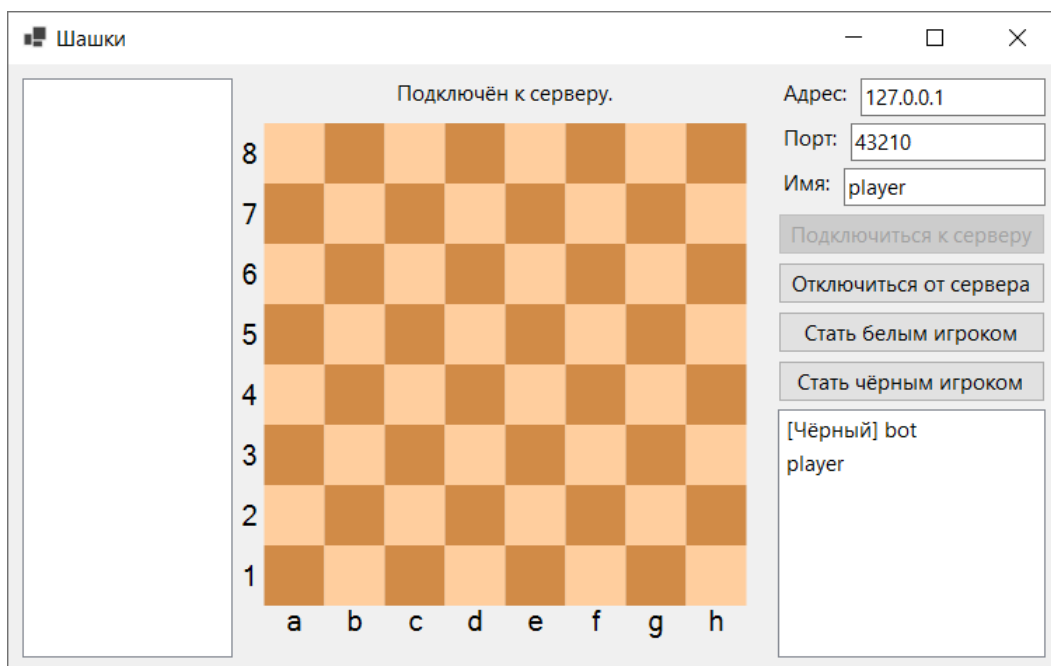 Шашки
Подключён к серверу.
8
7
6
5
4
3
2
1
a b c d e f g h
Адрес: 127.0.0.1
Порт: 43210
Имя: player
Подключиться к серверу
Отключиться от сервера
Стать белым игроком
Стать чёрным игроком
[Чёрный] bot
player